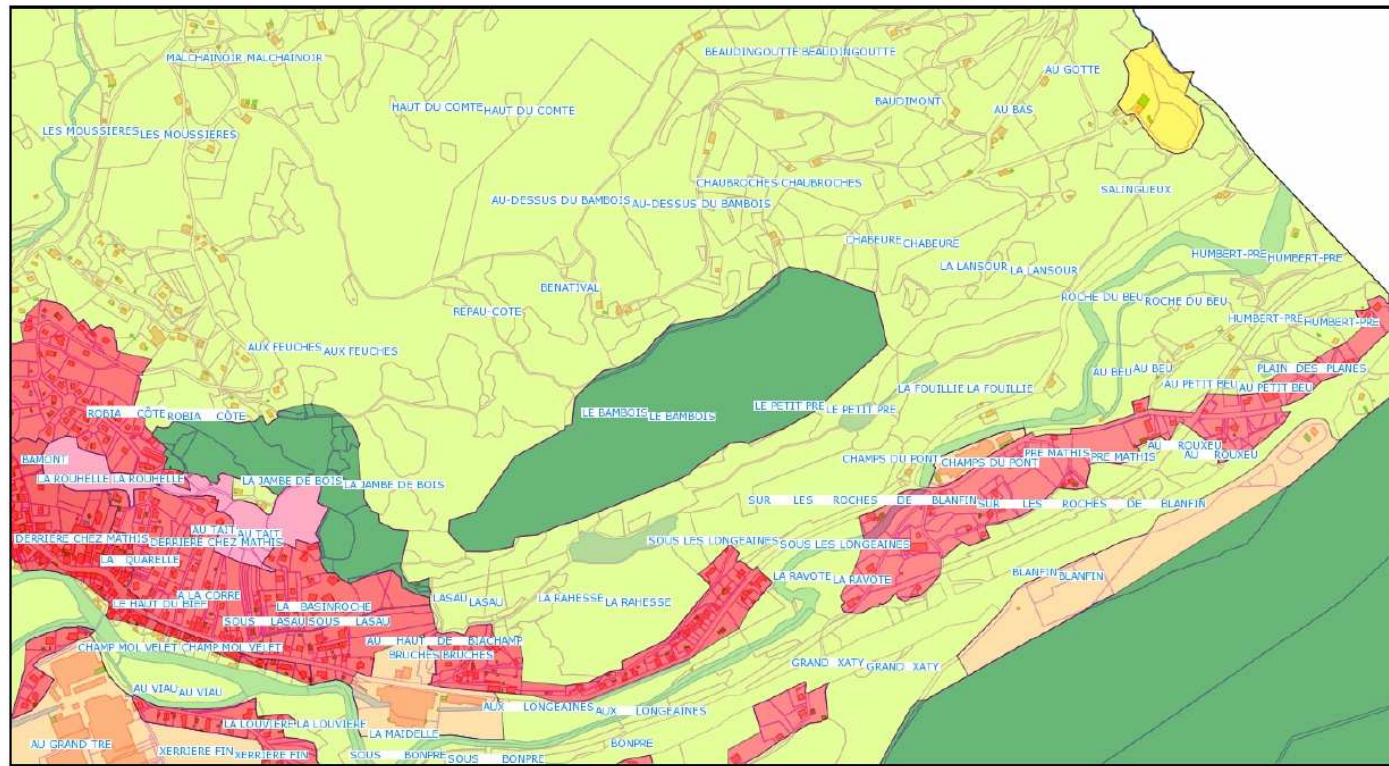 BEAUDINGOUTTE BEAUDINGOUTTE
MALCHAINOIR MALCHAINOIR
AU GOTTE
BAUDIMONT
HAUT DU COMTE HAUT DU COMTE
AU BAS
LES MOUSSIERES LES MOUSSIERES
CHAUBROCHES CHAUBROCHES
SALINGUEUX
AU-DESSUS DU BAMBOIS AU-DESSUS DU BAMBOIS
CHABEURE CHABEURE
HUMBERT-PRE HUMBERT-PRE
LA LANSOUR LA LANSOUR
BENATIVAL
ROCHE DU BEU ROCHE DU BEU
REPAU-COTE
HUMBERT-PRE HUMBERT-PRE
AUX FEUCHES AUX FEUCHES
AU BEU AU BEU
PLAIN DES PLANES
AU PETIT BEU AU PETIT BEU
LA FOUILLIE LA FOUILLIE
LE PETIT PRE LE PETIT PRE
ROBIA CÔTE ROBIA CÔTE
LE BAMBOIS LE BAMBOIS
AU ROUXEU AU ROUXEU
PRE MATHIS PRE MATHIS
BAMONT
CHAMPS DU PONT CHAMPS DU PONT
LA ROUHELLE LA ROUHELLE
LA JAMBE DE BOIS LA JAMBE DE BOIS
SUR LES ROCHES DE BLANFIN SUR LES ROCHES DE BLANFIN
AU TAIT AU TAIT
DERRIERE CHEZ MATHIS DERRIERE CHEZ MATHIS
SOUS LES LONGEAINES SOUS LES LONGEAINES
LA QUARELLE
BLANFIN BLANFIN
LA RAVOTE LA RAVOTE
A LA CORRE
LASAU LASAU
LA RAHESSE LA RAHESSE
LE HAUT DU BIEF
LA BASINROCHE
SOUS LASAU SOUS LASAU
AU HAUT DE BIACHAMP
CHAMP MOL VELET CHAMP MOL VELET
BRUCHES BRUCHES
GRAND XATY GRAND XATY
AU VIAU AU VIAU
AUX LONGEAINES AUX LONGEAINES
LA LOUVIERE LA LOUVIERE
LA MAIDELLE
AU GRAND TRE
BONPRE
XERRIERE FIN XERRIERE FIN
SOUS BONPRE SOUS BONPRE